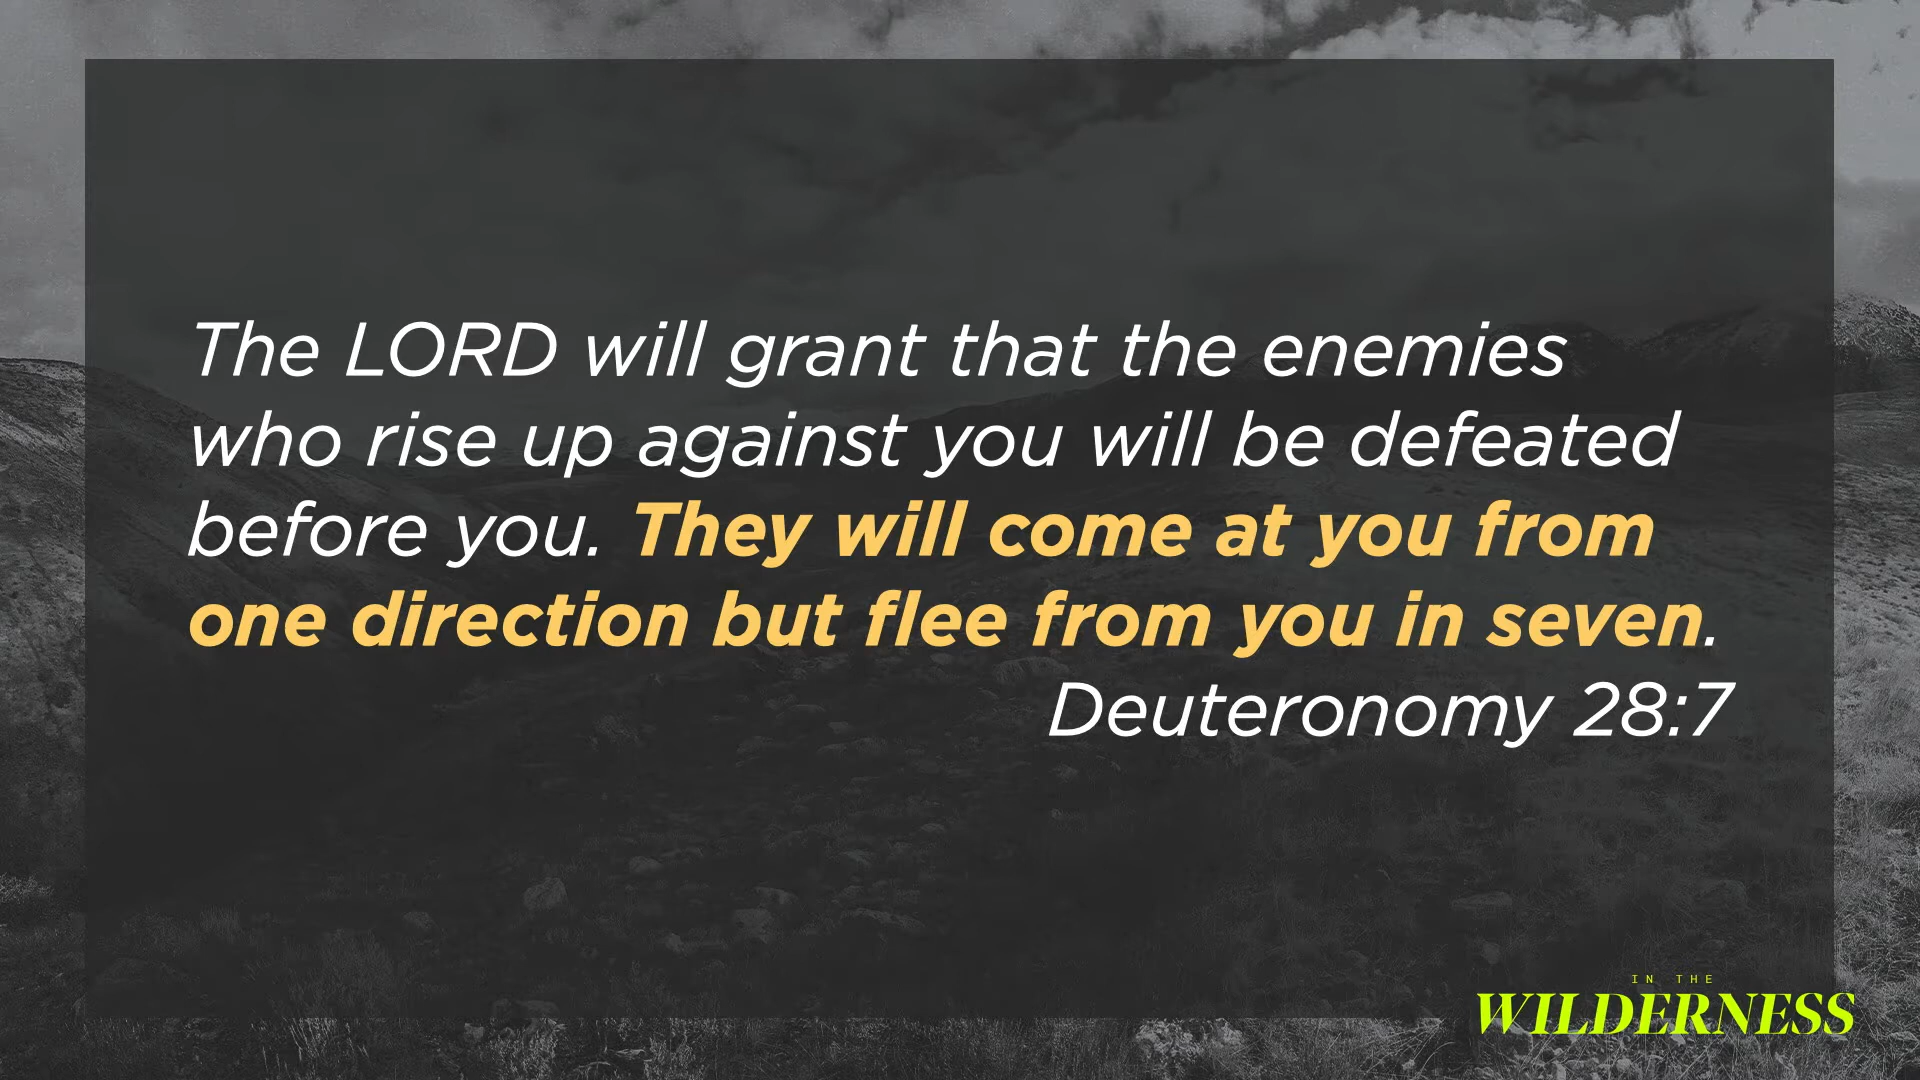 The LORD will grant that the enemies
who rise up against you will be defeated
before you. They will come at you from
one direction but flee from you in seven.
Deuteronomy 28:7
IN THE
WILDERNESS